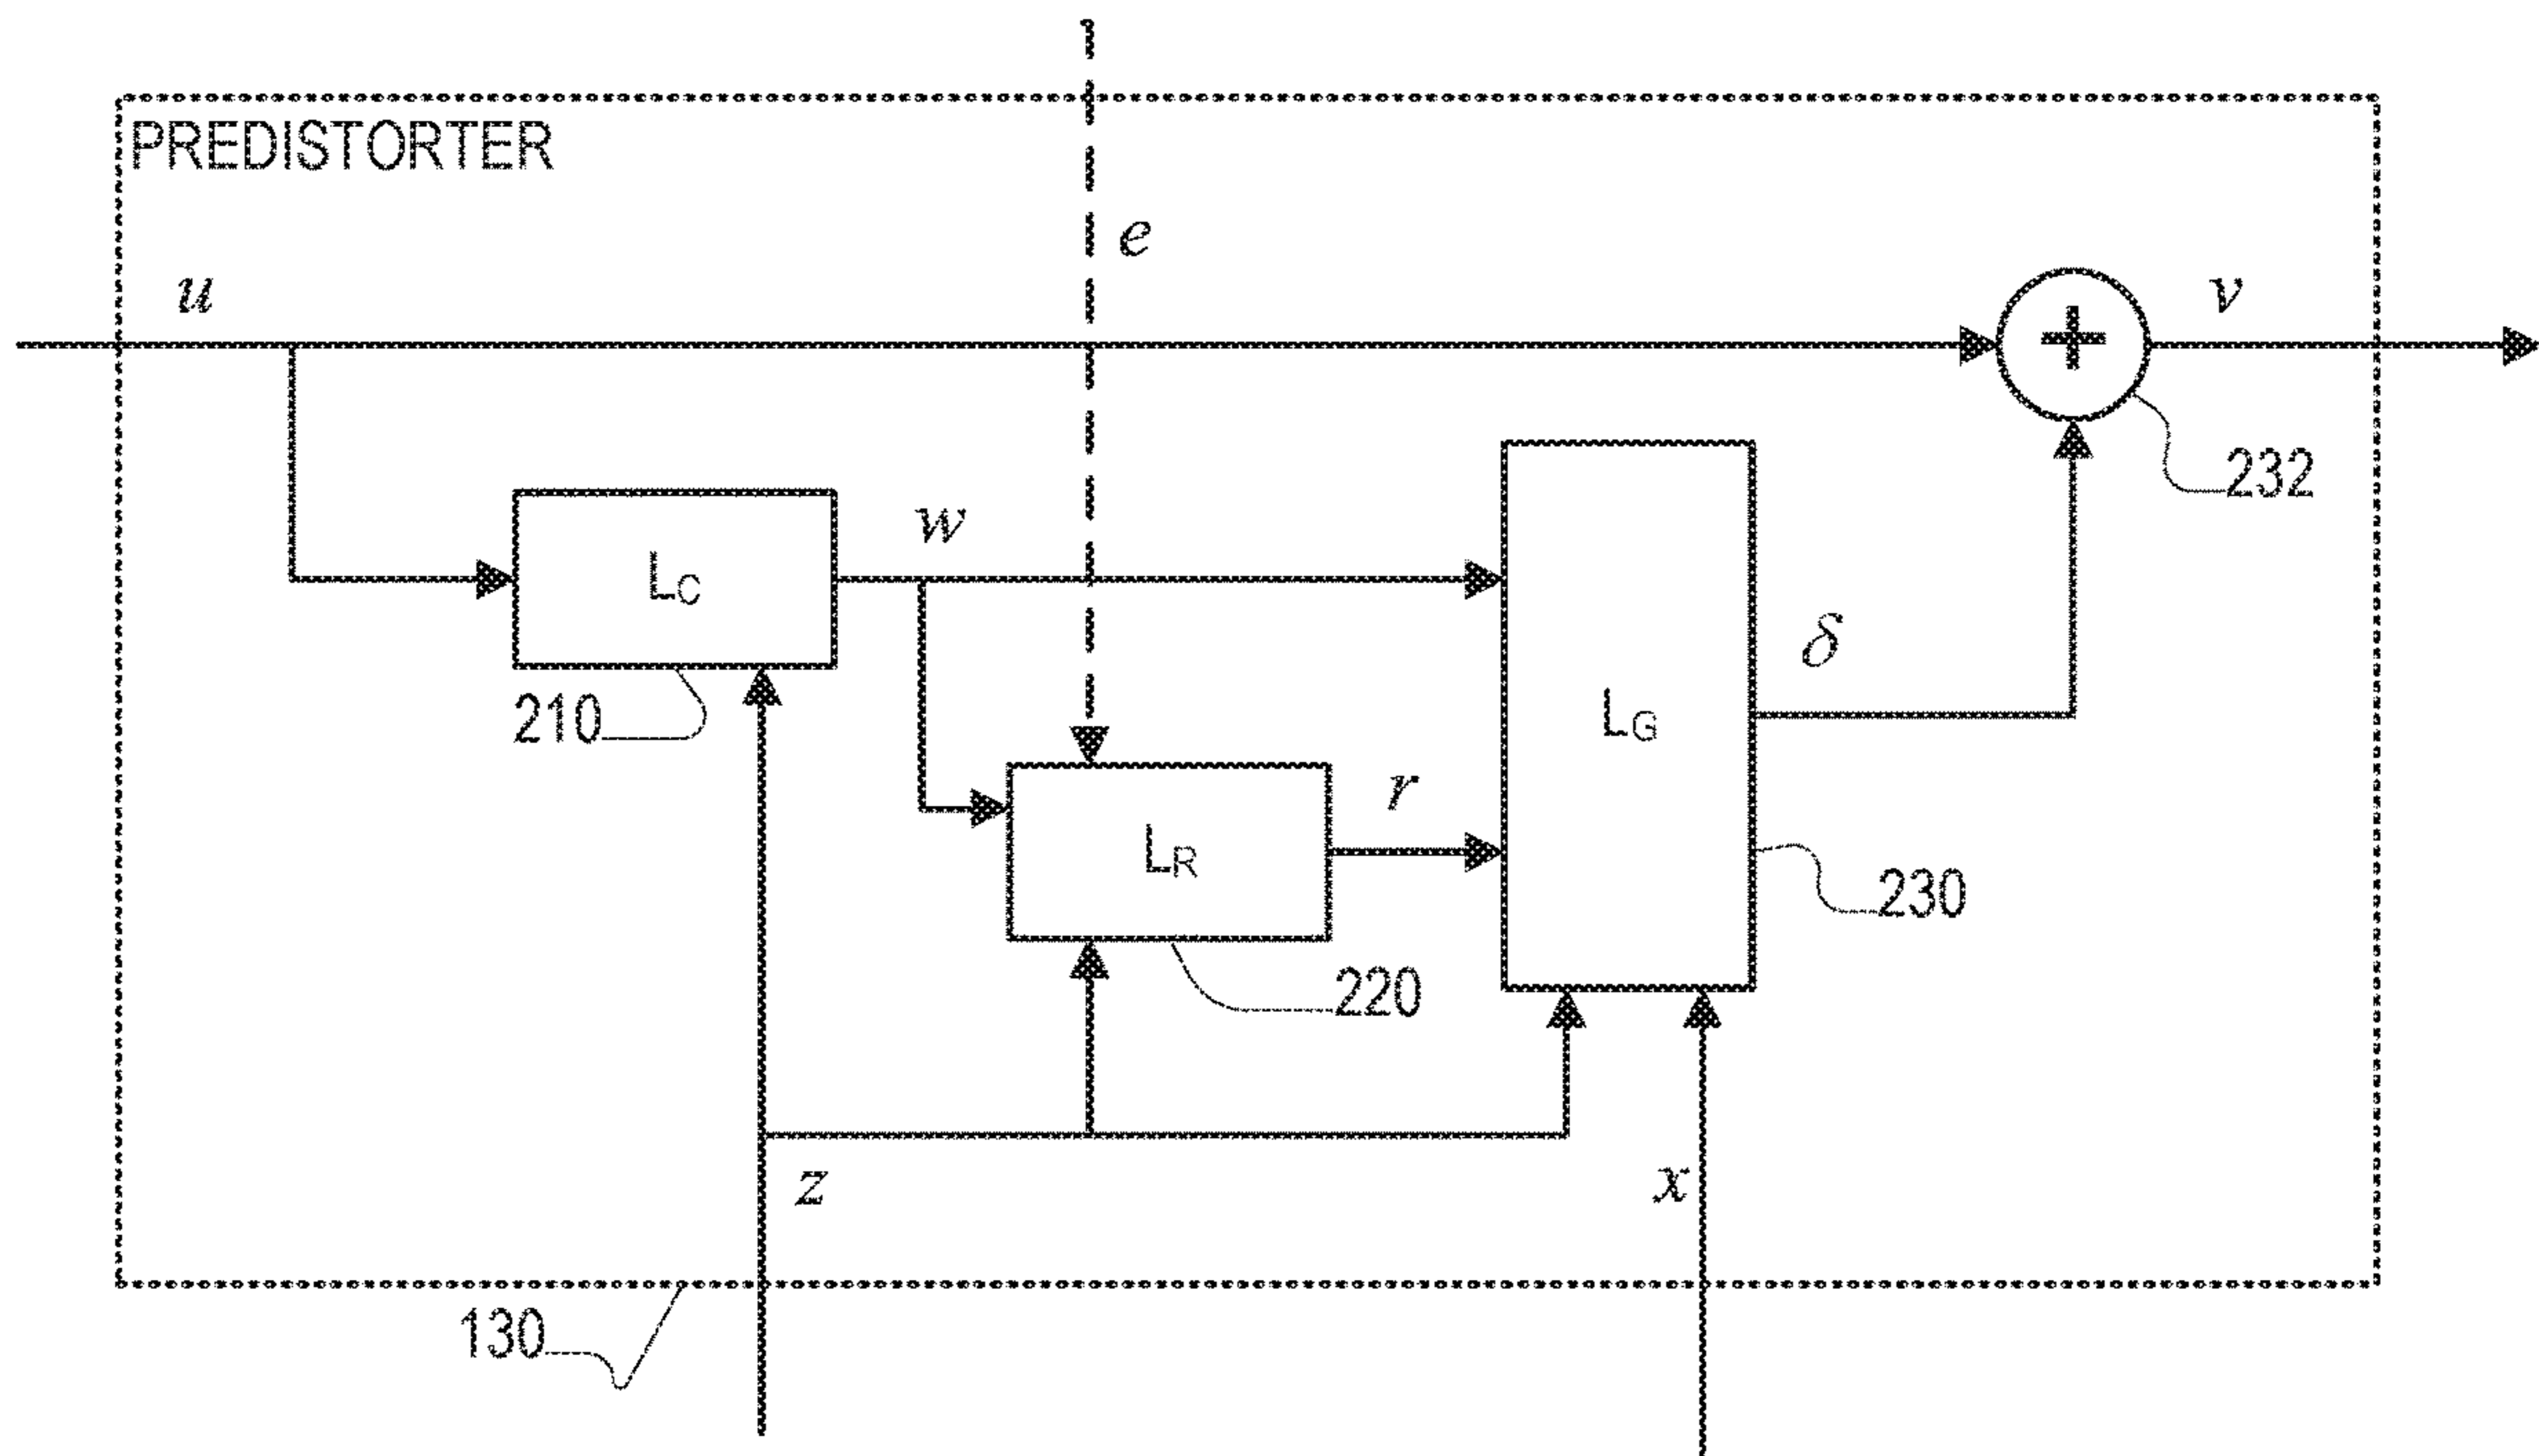 PREDISTORTER
e
u
v
+
232
w
LC
210
δ
LG
r
LR
230
220
z
x
130